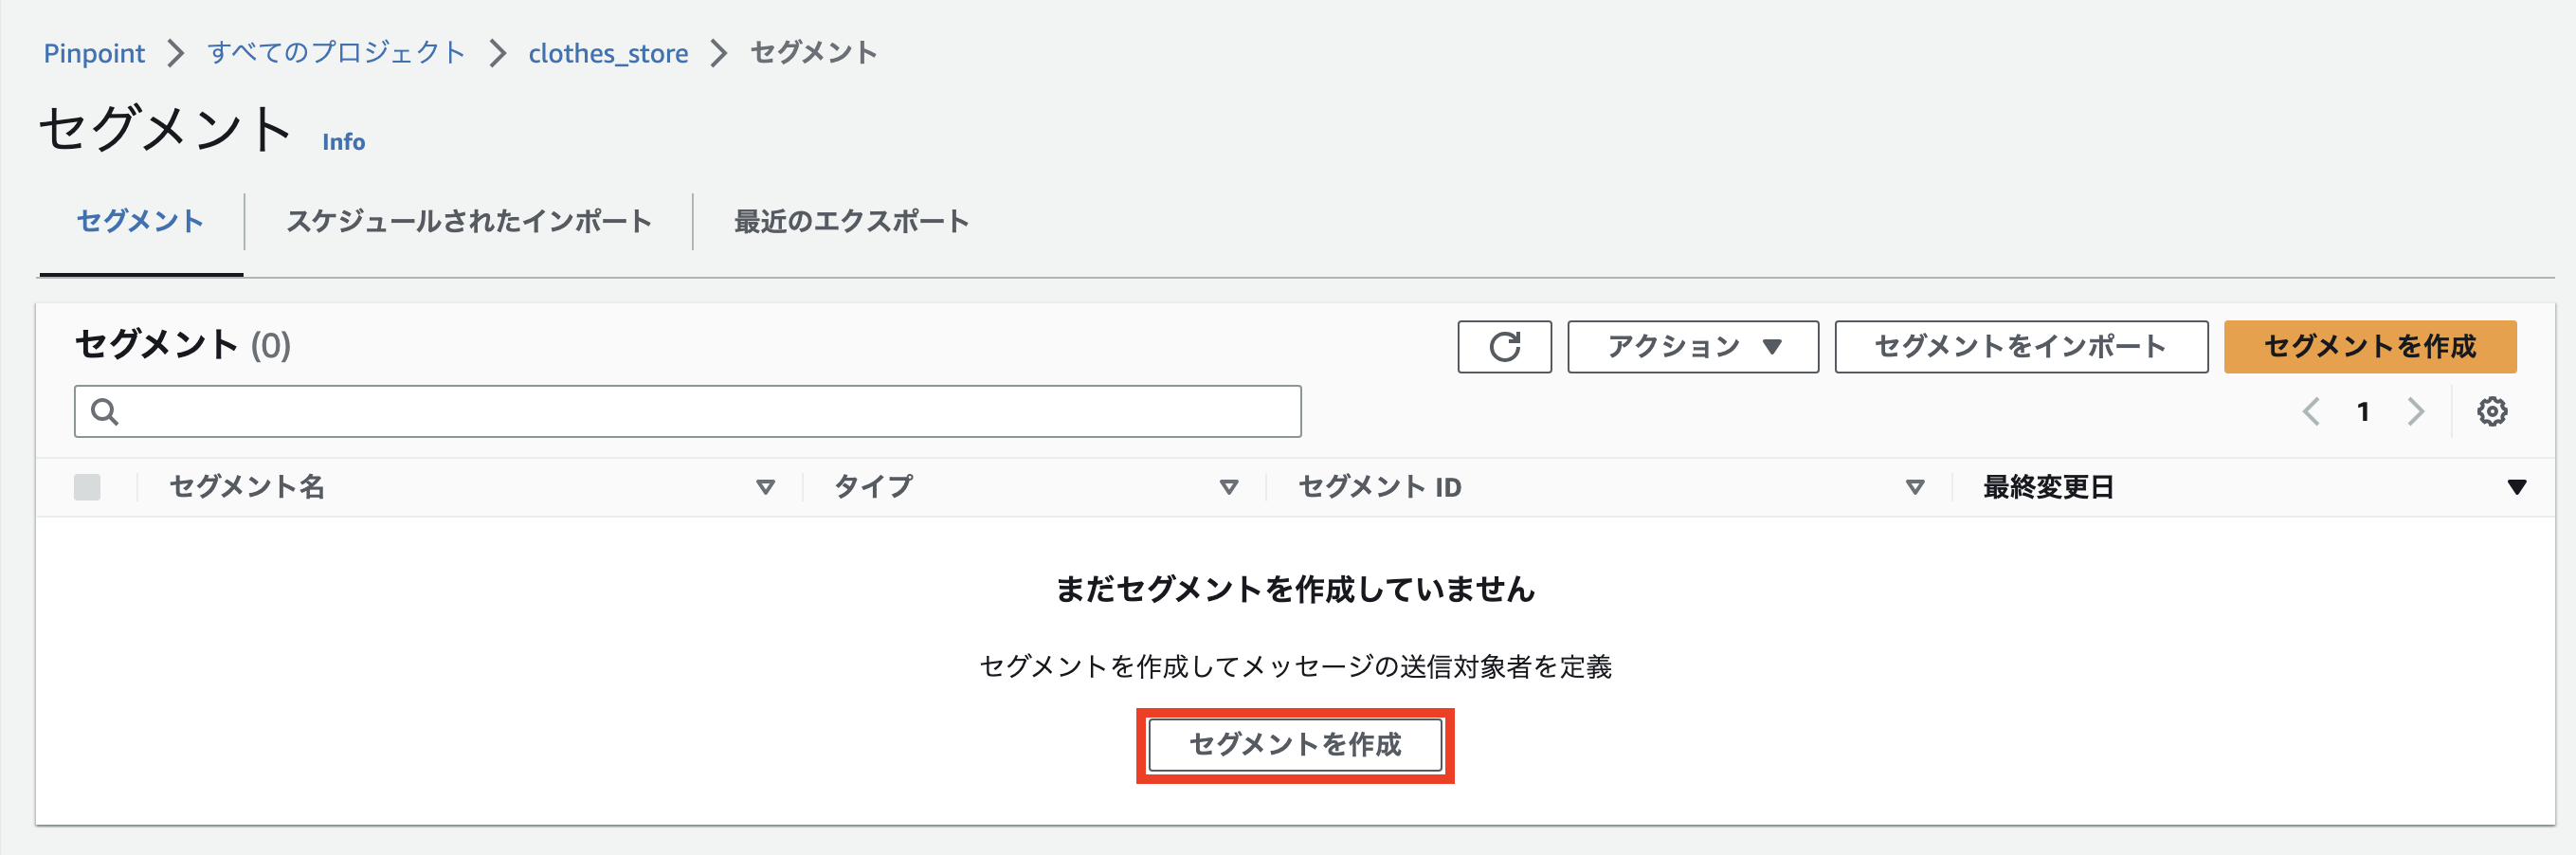 Pinpoint すべてのプロジェクト clothes_store セグメント
セグメント Info
セグメント スケジュールされたインポート 最近のエクスポート
セグメント (0) アクション セグメントをインポート セグメントを作成
1
セグメント名 タイプ セグメント ID 最終変更日
まだセグメントを作成していません
セグメントを作成してメッセージの送信対象者を定義
セグメントを作成